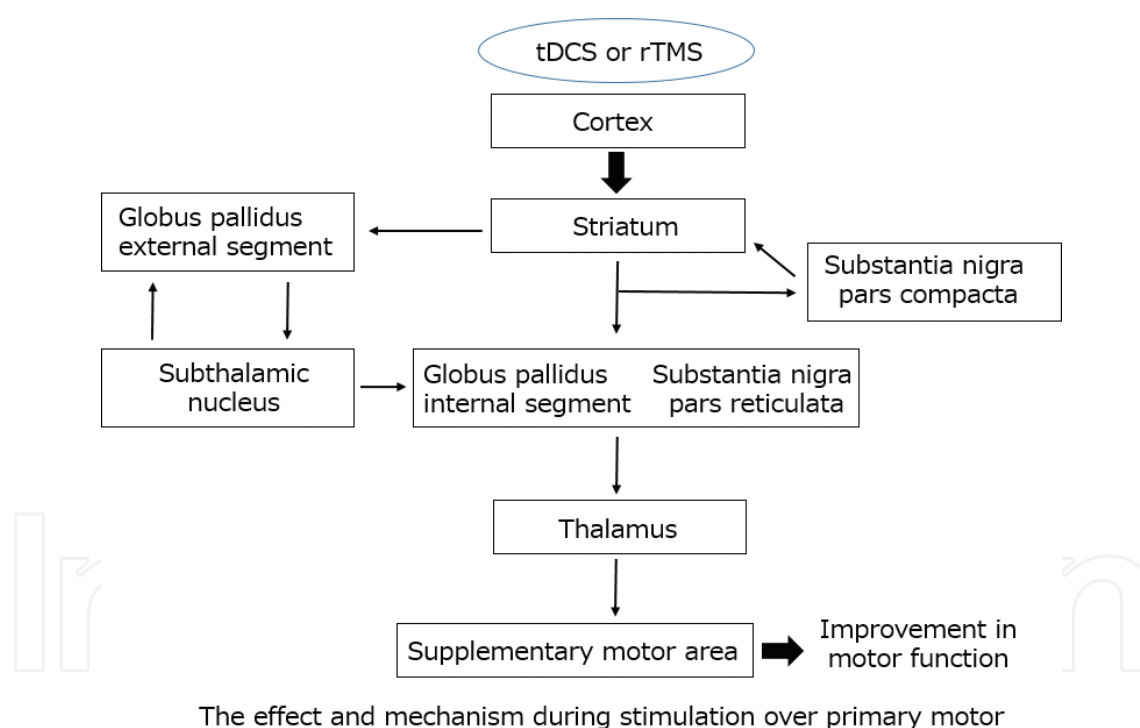 tDCS or rTMS
Cortex
Globus pallidus
external segment
Striatum
Substantia nigra
pars compacta
Subthalamic
nucleus
Globus pallidus
internal segment
Substantia nigra
pars reticulata
Thalamus
Supplementary motor area
Improvement in
motor function
The effect and mechanism during stimulation over primary motor